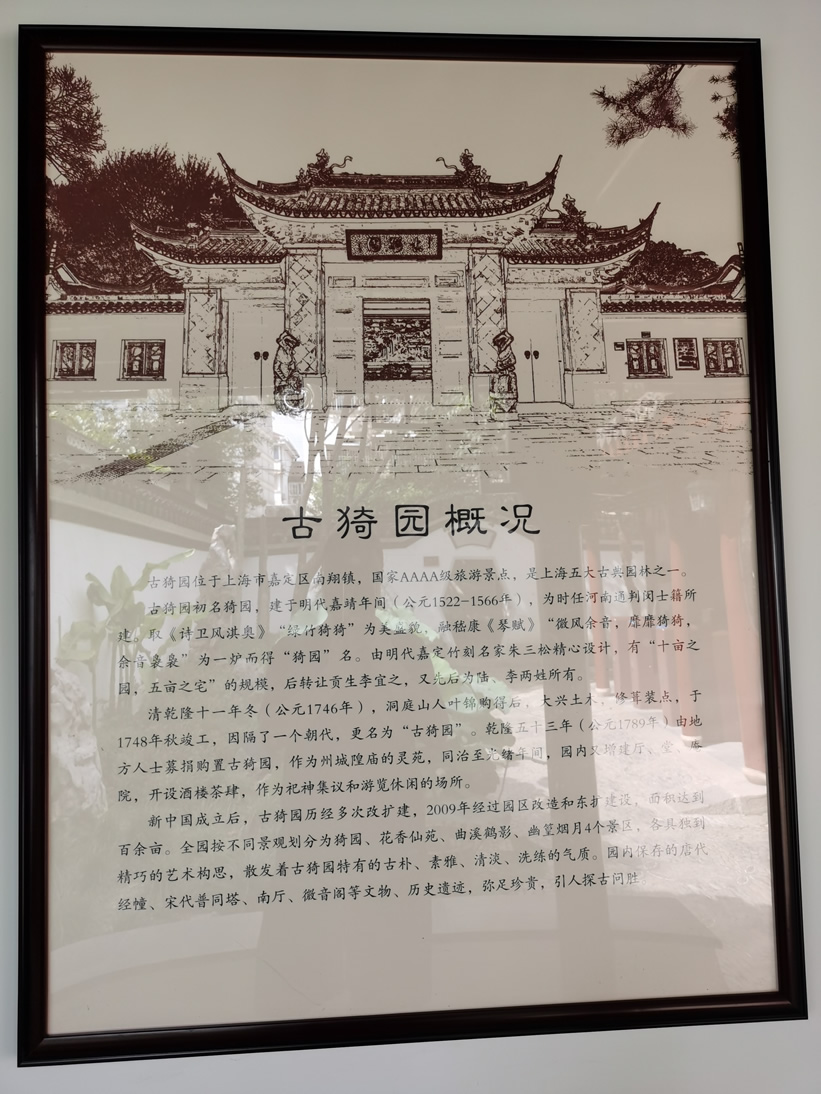 古猗园
古猗园概况
古猗园位于上海市嘉定区南翔镇，国家AAAA级旅游景点，是上海五大古典园林之一。
古猗园初名猗园，建于明代嘉靖年间（公元1522-1566年），为时任河南通判闵士籍所
建。取《诗卫风淇奥》“绿竹猗猗”为美盛貌，融嵇康《琴赋》“微风余音，靡靡猗猗，
余音袅袅”为一炉而得“猗园”名。由明代嘉定竹刻名家朱三松精心设计，有“十亩之
园，五亩之宅”的规模，后转让贡生李宜之，又先后为陆、李两姓所有。
清乾隆十一年冬（公元1746年），洞庭山人叶锦购得后，大兴土木，修葺装点，于
1748年秋竣工，因隔了一个朝代，更名为“古猗园”。乾隆五十三年（公元1789年）由地
方人士募捐购置古猗园，作为州城隍庙的灵苑，同治至光绪年间，园内又增建厅、堂、庵
院，开设酒楼茶肆，作为祀神集议和游览休闲的场所。
新中国成立后，古猗园历经多次改扩建，2009年经过园区改造和东扩建设，面积达到
百余亩。全园按不同景观划分为猗园、花香仙苑、曲溪鹤影、幽篁烟月4个景区，各具独到
精巧的艺术构思，散发着古猗园特有的古朴、素雅、清淡、洗练的气质。园内保存的唐代
经幢、宋代普同塔、南厅、微音阁等文物、历史遗迹，弥足珍贵，引人探古问胜